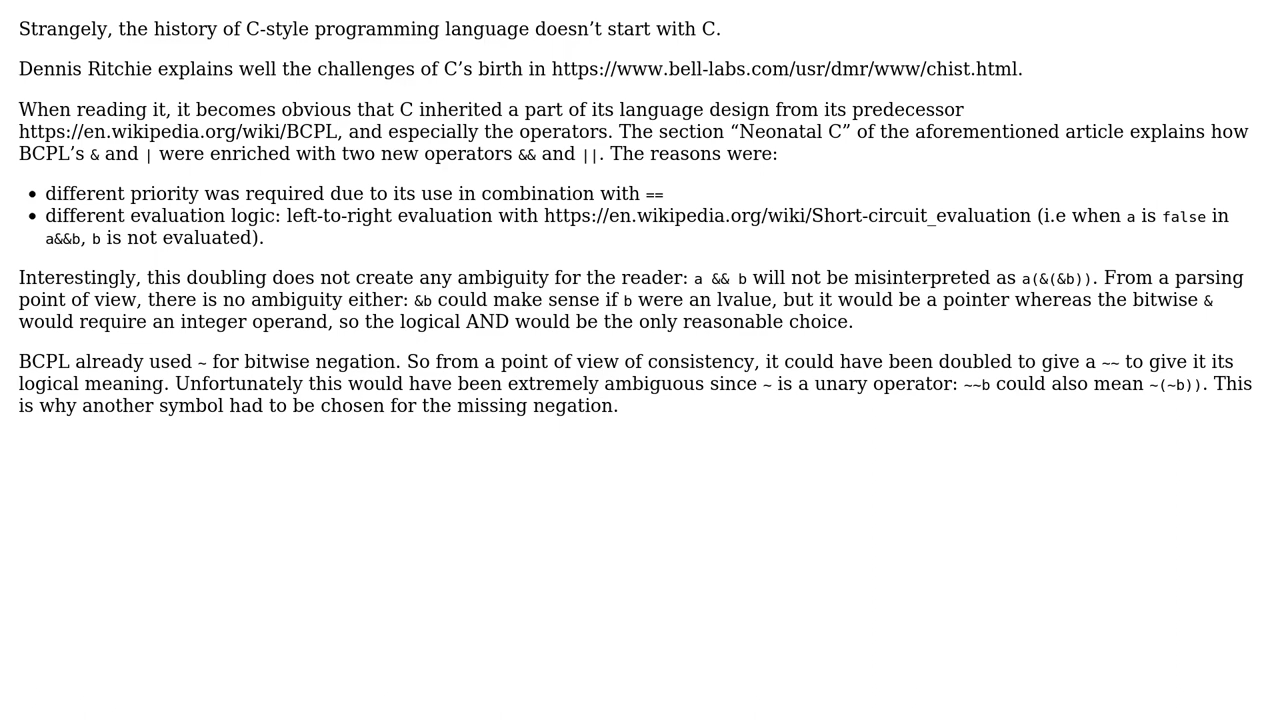 Strangely, the history of C-style programming language doesn’t start with C.
Dennis Ritchie explains well the challenges of C’s birth in https://www.bell-labs.com/usr/dmr/www/chist.html.
When reading it, it becomes obvious that C inherited a part of its language design from its predecessor
https://en.wikipedia.org/wiki/BCPL, and especially the operators. The section “Neonatal C” of the aforementioned article explains how
BCPL’s & and | were enriched with two new operators && and ||. The reasons were:
• different priority was required due to its use in combination with ==
• different evaluation logic: left-to-right evaluation with https://en.wikipedia.org/wiki/Short-circuit_evaluation (i.e when a is false in
a&&b, b is not evaluated).
Interestingly, this doubling does not create any ambiguity for the reader: a && b will not be misinterpreted as a(&(&b)). From a parsing
point of view, there is no ambiguity either: &b could make sense if b were an lvalue, but it would be a pointer whereas the bitwise &
would require an integer operand, so the logical AND would be the only reasonable choice.
BCPL already used ~ for bitwise negation. So from a point of view of consistency, it could have been doubled to give a ~~ to give it its
logical meaning. Unfortunately this would have been extremely ambiguous since ~ is a unary operator: ~~b could also mean ~(~b)). This
is why another symbol had to be chosen for the missing negation.